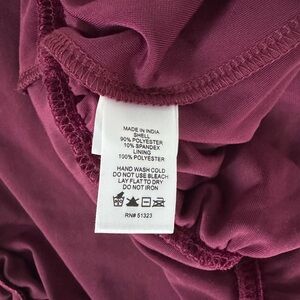 MADE IN INDIA
SHELL
90% POLYESTER
10% SPANDEX
LINING
100% POLYESTER
HAND WASH COLD
DO NOT USE BLEACH
LAY FLAT TO DRY
DO NOT IRON
RN# 51323